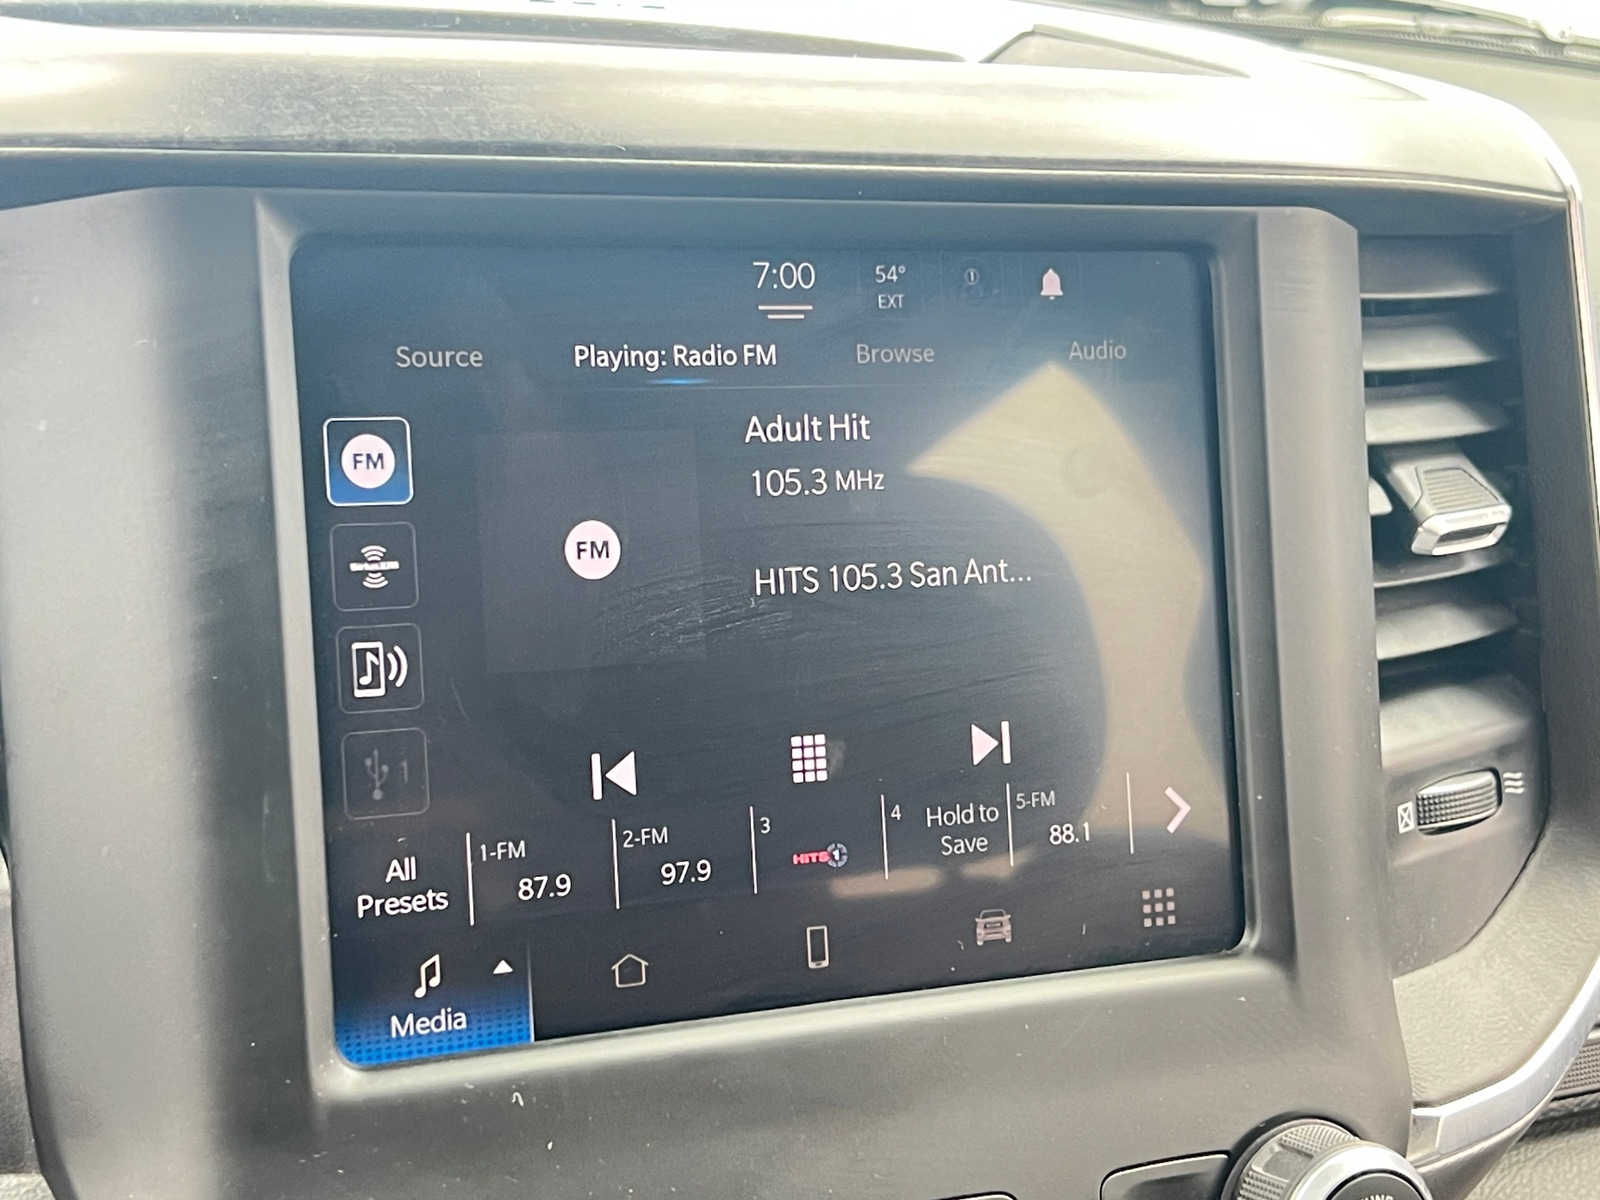 7:00
54°
EXT
Source
Playing: Radio FM
Browse
Audio
FM
Adult Hit
105.3 MHz
FM
HITS 105.3 San Ant...
SiriusXM
1
All
Presets
1-FM
87.9
2-FM
97.9
3
HITS 1
4
Hold to
Save
5-FM
88.1
Media